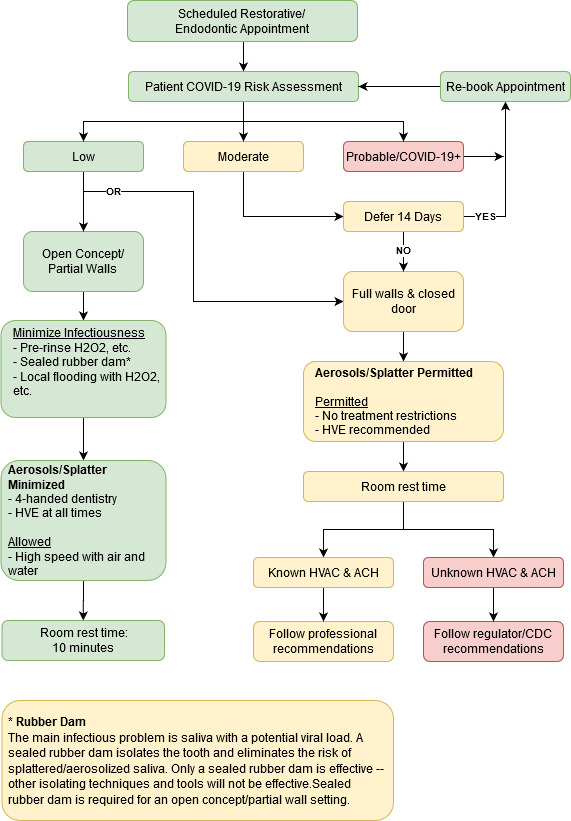 Scheduled Restorative/
Endodontic Appointment
Patient COVID-19 Risk Assessment
Re-book Appointment
Low
Moderate
Probable/COVID-19+
OR
Defer 14 Days
YES
NO
Open Concept/
Partial Walls
Full walls & closed
door
Minimize Infectiousness
- Pre-rinse H2O2, etc.
- Sealed rubber dam*
- Local flooding with H2O2,
etc.
Aerosols/Splatter Permitted
Permitted
- No treatment restrictions
- HVE recommended
Aerosols/Splatter
Minimized
- 4-handed dentistry
- HVE at all times
Allowed
- High speed with air and
water
Room rest time
Known HVAC & ACH
Unknown HVAC & ACH
Room rest time:
10 minutes
Follow professional
recommendations
Follow regulator/CDC
recommendations
* Rubber Dam
The main infectious problem is saliva with a potential viral load. A
sealed rubber dam isolates the tooth and eliminates the risk of
splattered/aerosolized saliva. Only a sealed rubber dam is effective --
other isolating techniques and tools will not be effective.Sealed
rubber dam is required for an open concept/partial wall setting.